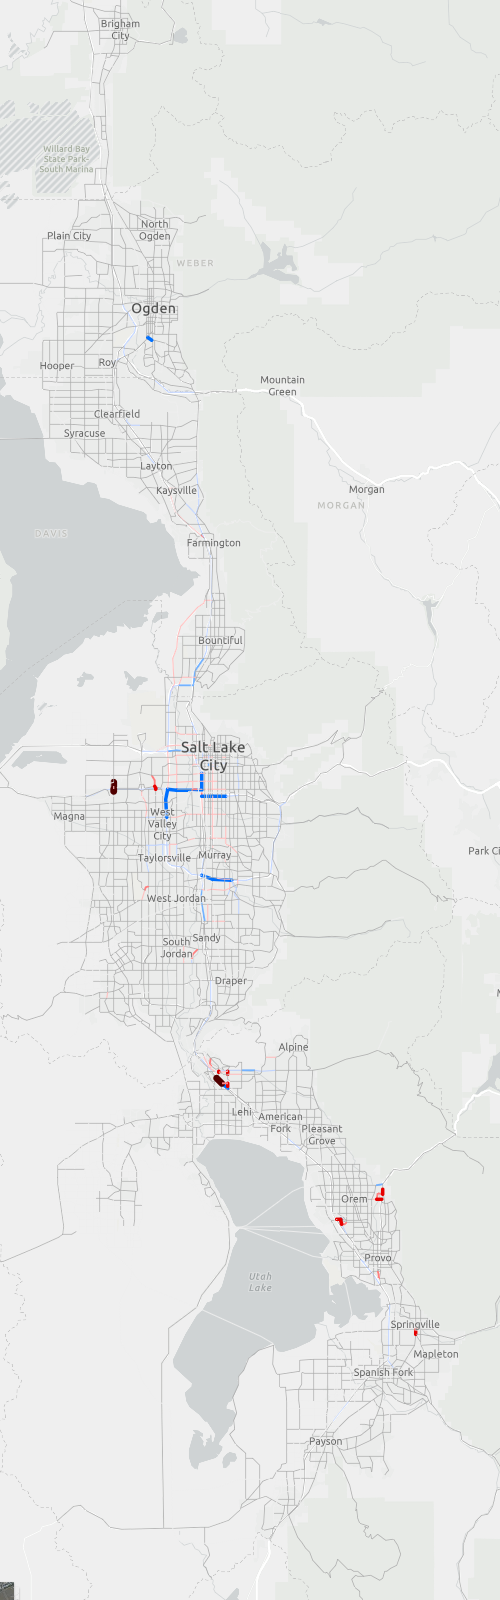 Brigham
City
Willard Bay
State Park-
South Marina
North
Ogden
Plain City
WEBER
Ogden
Hooper
Roy
Mountain
Green
Clearfield
Syracuse
Layton
Kaysville
Morgan
MORGAN
DAVIS
Farmington
Bountiful
Salt Lake
City
Magna
West
Valley
City
Taylorsville
Murray
Park Ci
West Jordan
South
Jordan
Sandy
Draper
Alpine
Lehi
American
Fork
Pleasant
Grove
Orem
Provo
Utah
Lake
Springville
Mapleton
Spanish Fork
Payson